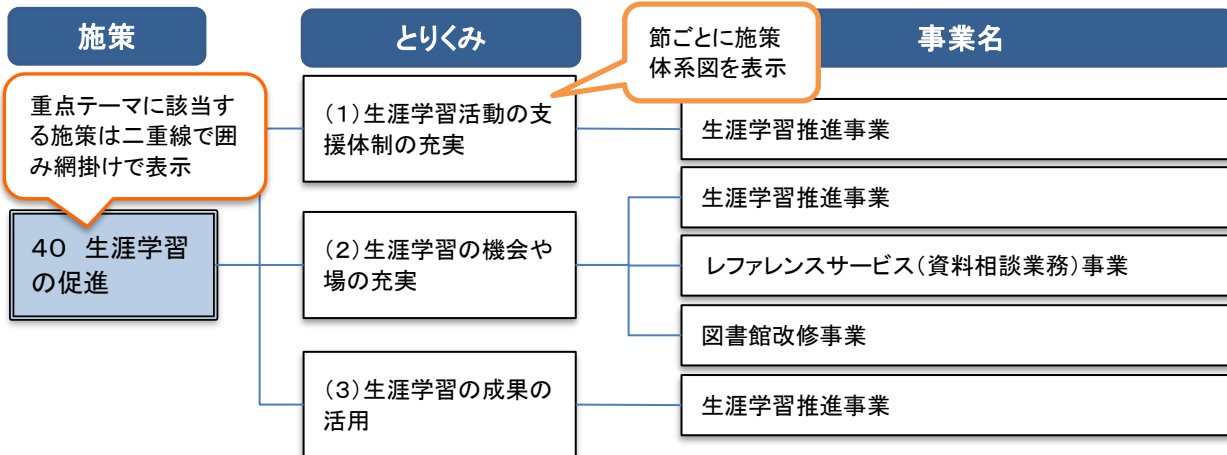 施策
とりくみ
事業名
節ごとに施策
体系図を表示
重点テーマに該当す
る施策は二重線で囲
み網掛けで表示
40 生涯学習
の促進
(1)生涯学習活動の支
援体制の充実
生涯学習推進事業
(2)生涯学習の機会や
場の充実
生涯学習推進事業
レファレンスサービス(資料相談業務)事業
図書館改修事業
(3)生涯学習の成果の
活用
生涯学習推進事業